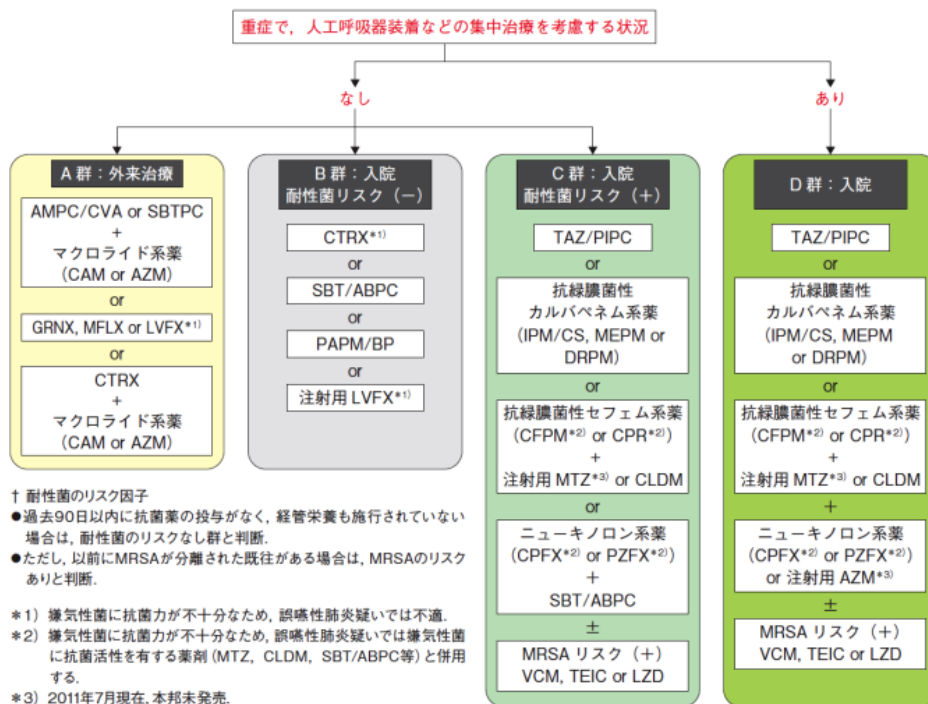 重症で，人工呼吸器装着などの集中治療を考慮する状況
なし
あり
A 群：外来治療
AMPC/CVA or SBTPC
+
マクロライド系薬
（CAM or AZM）
or
GRNX, MFLX or LVFX*1)
or
CTRX
+
マクロライド系薬
（CAM or AZM）
B 群：入院
耐性菌リスク（－）
CTRX*1)
or
SBT/ABPC
or
PAPM/BP
or
注射用 LVFX*1)
C 群：入院
耐性菌リスク（＋）
TAZ/PIPC
or
抗緑膿菌性
カルバペネム系薬
（IPM/CS, MEPM or
DRPM）
or
抗緑膿菌性セフェム系薬
（CFPM*2) or CPR*2)）
+
注射用 MTZ*3) or CLDM
or
ニューキノロン系薬
（CPFX*2) or PZFX*2)）
+
SBT/ABPC
±
MRSA リスク（＋）
VCM, TEIC or LZD
D 群：入院
TAZ/PIPC
or
抗緑膿菌性
カルバペネム系薬
（IPM/CS, MEPM
or DRPM）
or
抗緑膿菌性セフェム系薬
（CFPM*2) or CPR*2)）
+
注射用 MTZ*3) or CLDM
+
ニューキノロン系薬
（CPFX*2) or PZFX*2)）
or 注射用 AZM*3)
±
MRSA リスク（＋）
VCM, TEIC or LZD
† 耐性菌のリスク因子
●過去90日以内に抗菌薬の投与がなく，経管栄養も施行されていない
場合は，耐性菌のリスクなし群と判断．
●ただし，以前にMRSAが分離された既往がある場合は，MRSAのリスク
ありと判断．
＊1）嫌気性菌に抗菌力が不十分なため，誤嚥性肺炎疑いでは不適．
＊2）嫌気性菌に抗菌力が不十分なため，誤嚥性肺炎疑いでは嫌気性菌
に抗菌活性を有する薬剤（MTZ，CLDM，SBT/ABPC等）と併用
する．
＊3）2011年7月現在，本邦未発売．